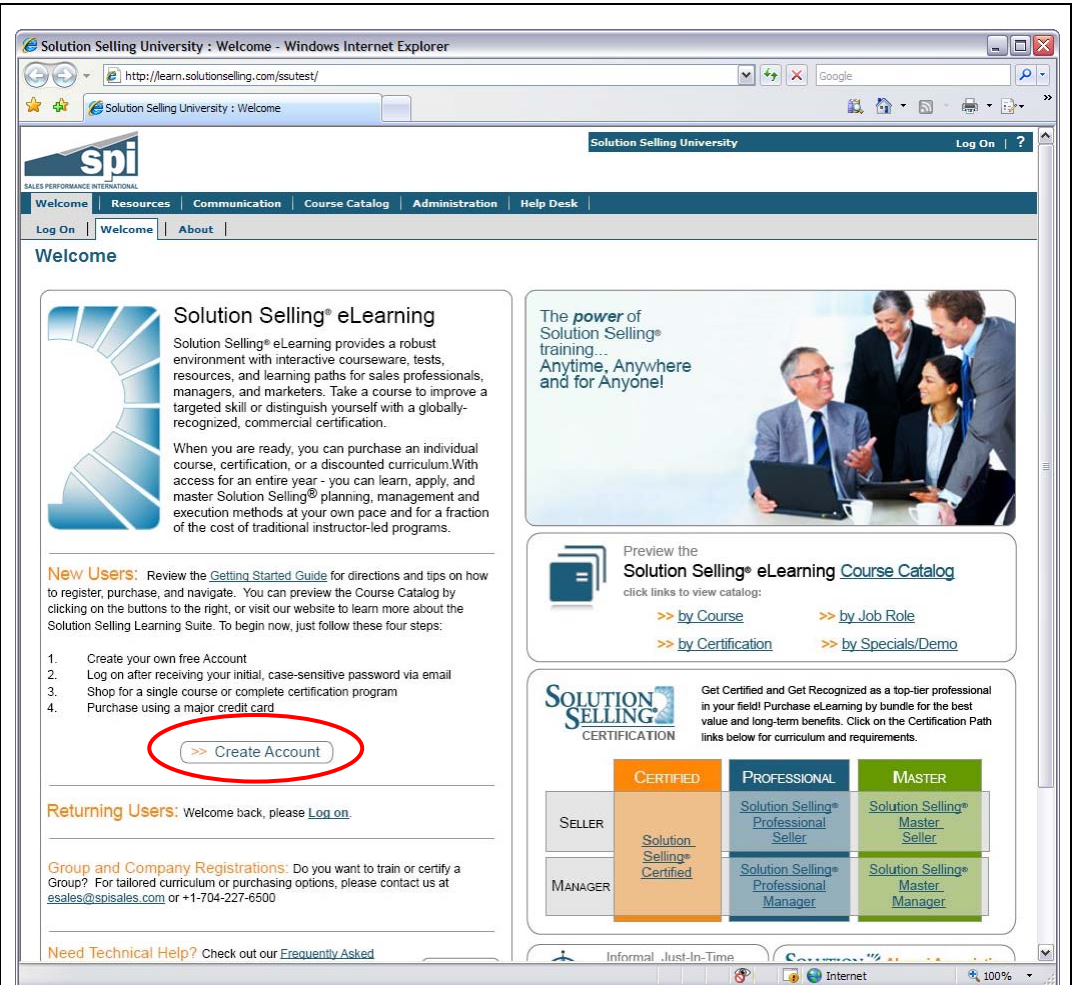 Solution Selling University : Welcome - Windows Internet Explorer
http://learn.solutionselling.com/ssutest/
Google
Solution Selling University : Welcome
spi
SALES PERFORMANCE INTERNATIONAL
Solution Selling University
Log On | ?
Welcome | Resources | Communication | Course Catalog | Administration | Help Desk |
Log On | Welcome | About |
Welcome
Solution Selling® eLearning
Solution Selling® eLearning provides a robust
environment with interactive courseware, tests,
resources, and learning paths for sales professionals,
managers, and marketers. Take a course to improve a
targeted skill or distinguish yourself with a globally-
recognized, commercial certification.
When you are ready, you can purchase an individual
course, certification, or a discounted curriculum.With
access for an entire year - you can learn, apply, and
master Solution Selling® planning, management and
execution methods at your own pace and for a fraction
of the cost of traditional instructor-led programs.
New Users: Review the Getting Started Guide for directions and tips on how
to register, purchase, and navigate. You can preview the Course Catalog by
clicking on the buttons to the right, or visit our website to learn more about the
Solution Selling Learning Suite. To begin now, just follow these four steps:
1. Create your own free Account
2. Log on after receiving your initial, case-sensitive password via email
3. Shop for a single course or complete certification program
4. Purchase using a major credit card
>> Create Account
Returning Users: Welcome back, please Log on.
Group and Company Registrations: Do you want to train or certify a
Group? For tailored curriculum or purchasing options, please contact us at
esales@spisales.com or +1-704-227-6500
Need Technical Help? Check out our Frequently Asked
The power of
Solution Selling®
training...
Anytime, Anywhere
and for Anyone!
Preview the
Solution Selling® eLearning Course Catalog
click links to view catalog:
>> by Course >> by Job Role
>> by Certification >> by Specials/Demo
SOLUTION
SELLING®
CERTIFICATION
Get Certified and Get Recognized as a top-tier professional
in your field! Purchase eLearning by bundle for the best
value and long-term benefits. Click on the Certification Path
links below for curriculum and requirements.
CERTIFIED PROFESSIONAL MASTER
SELLER
Solution Selling®
Professional
Seller
Solution Selling®
Master
Seller
Solution
Selling®
Certified
MANAGER
Solution Selling®
Professional
Manager
Solution Selling®
Master
Manager
Informal, Just-In-Time
Internet
100%